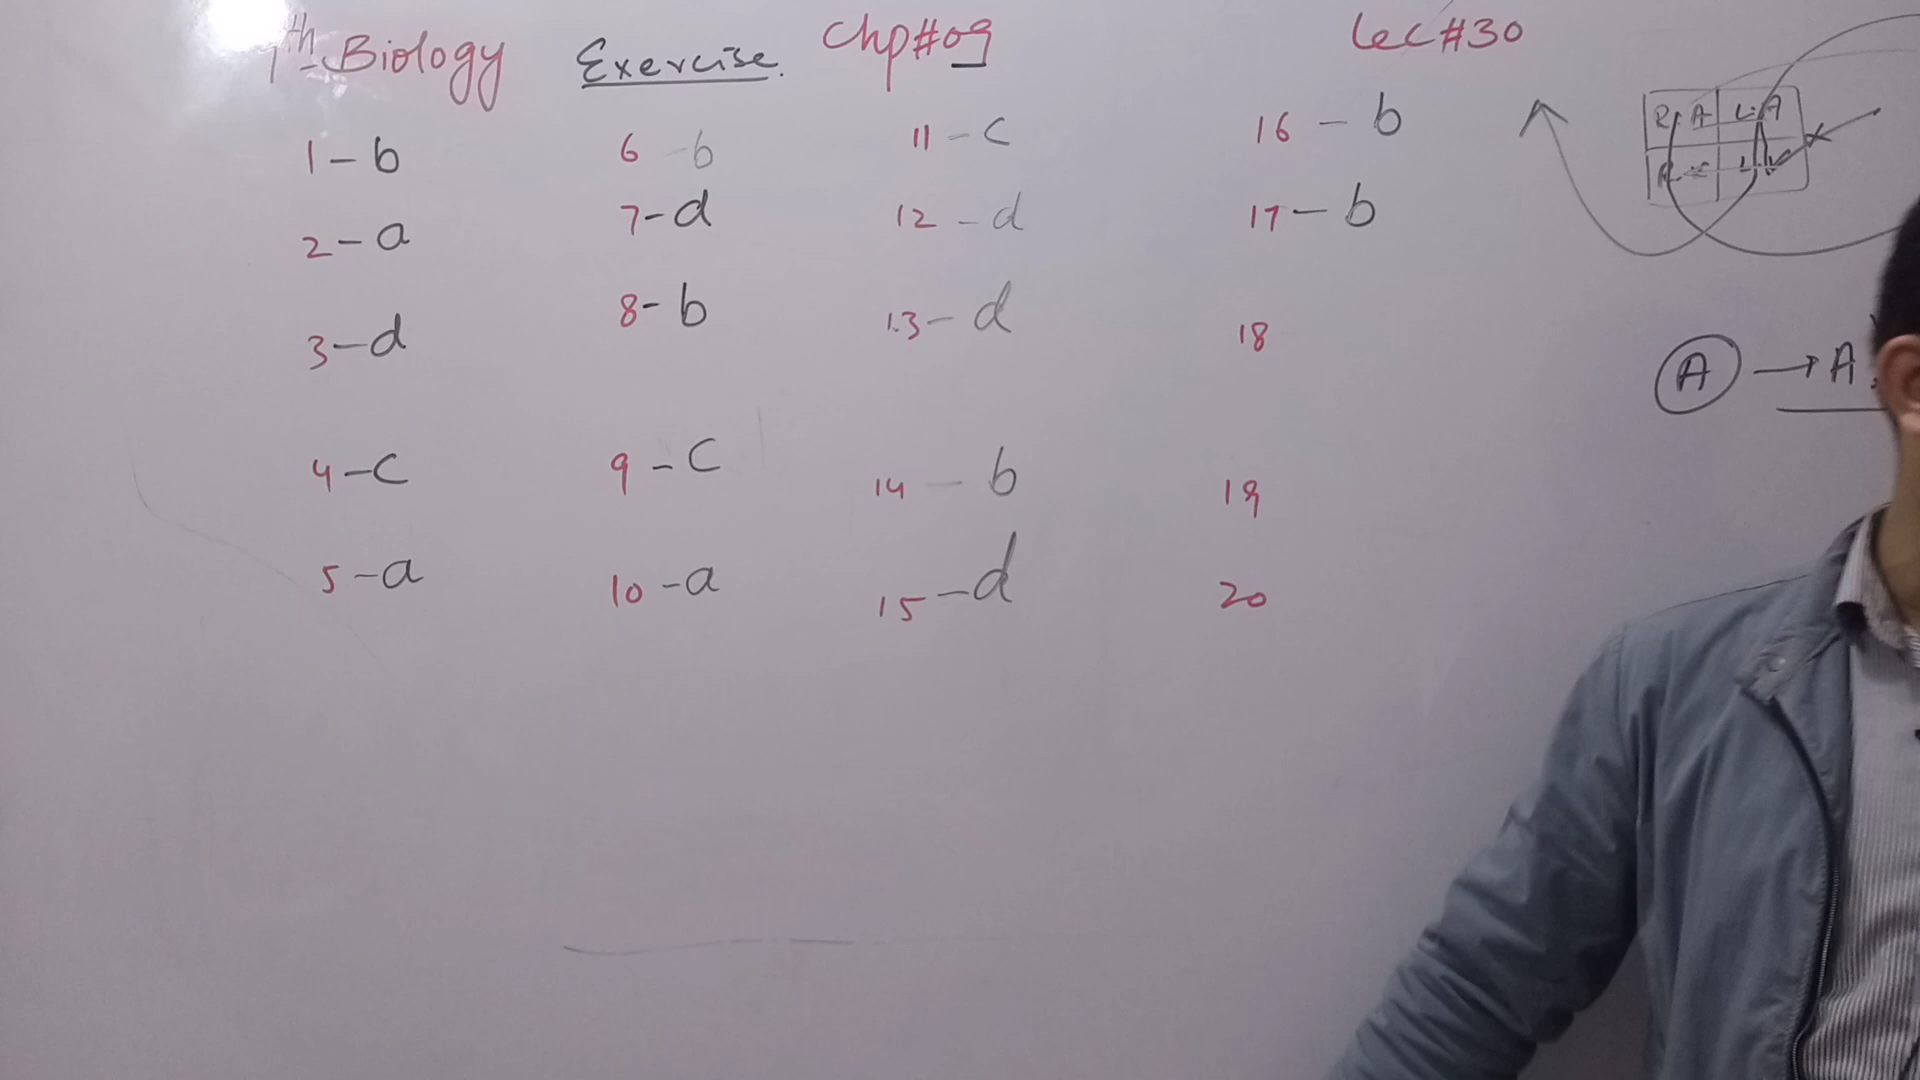 th Biology Exercise. Chp#09 Lec#30
1-b
2-a
3-d
4-c
5-a
6 b
7-d
8-b
9-c
10-a
11-c
12-d
13-d
14-b
15-d
16-b
17-b
18
19
20
R.A L.A
A → A